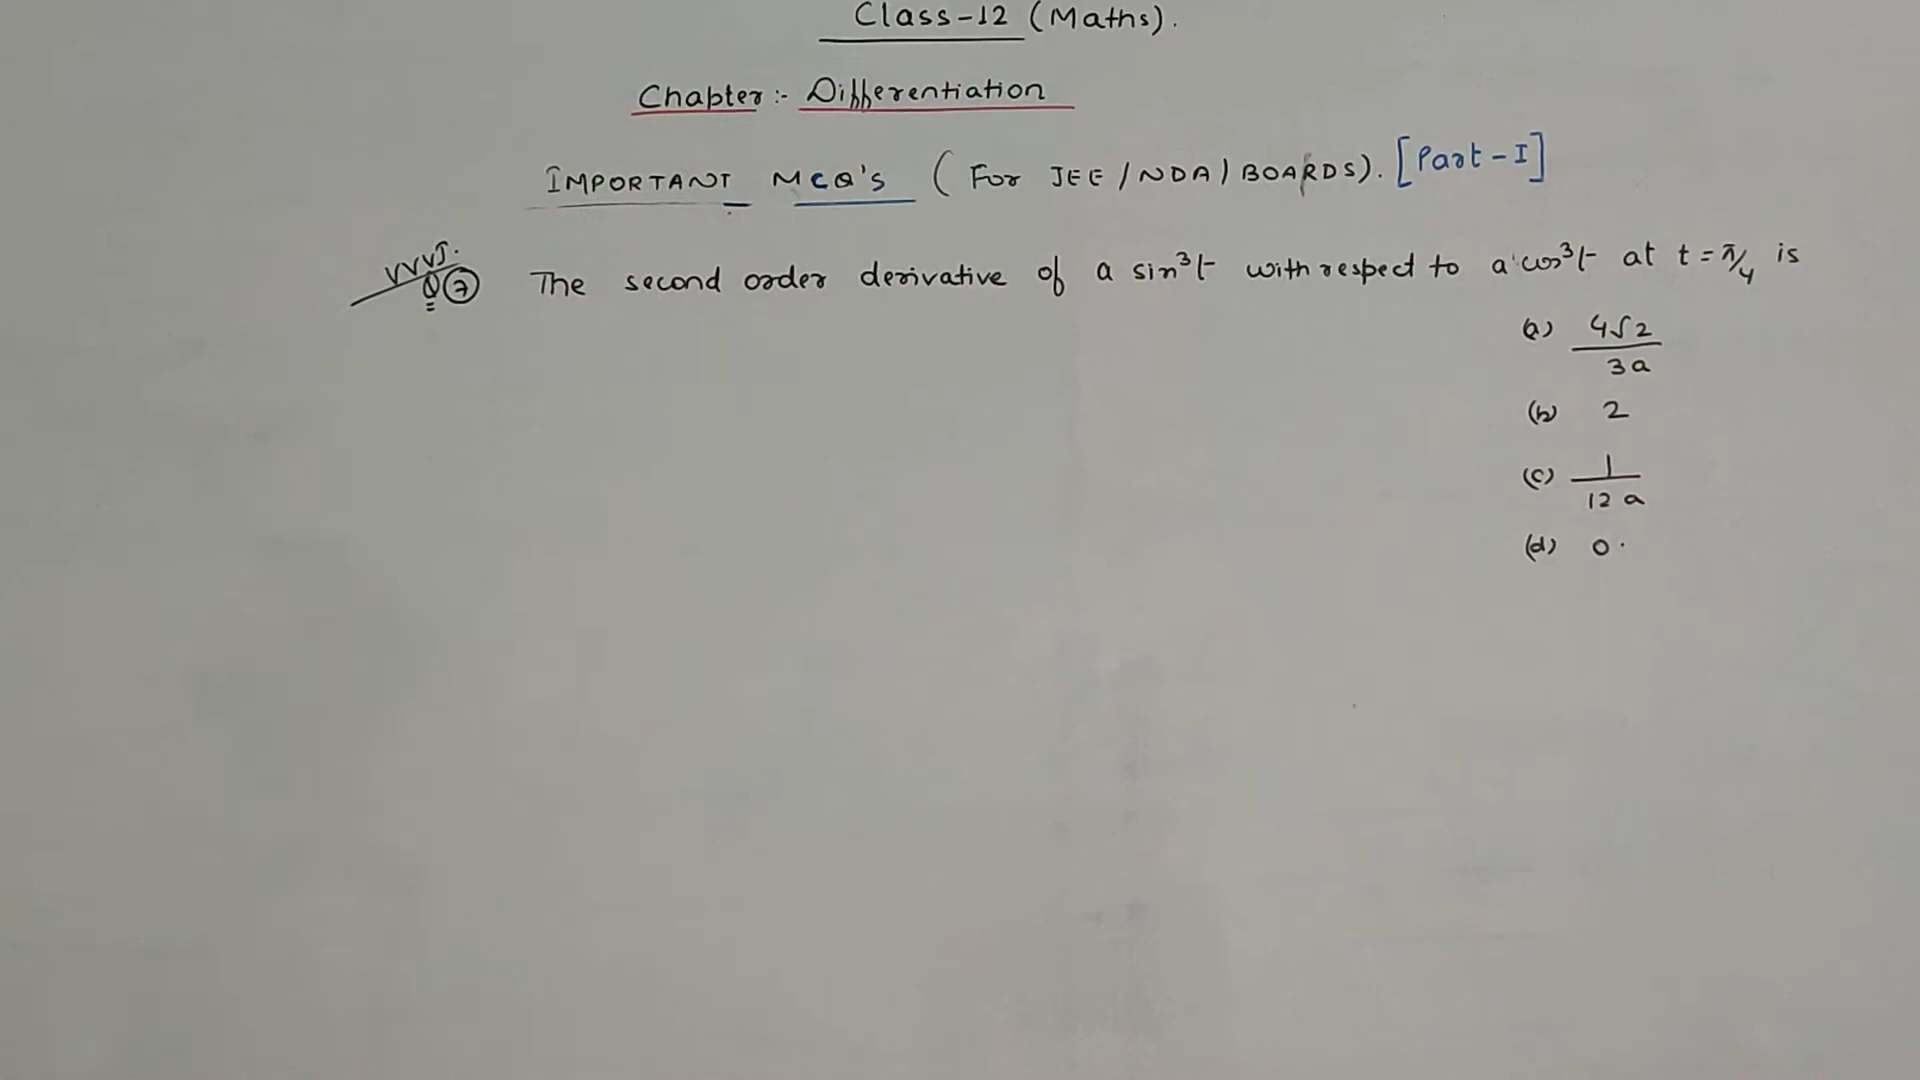 Class-12 (Maths).
Chapter :- Differentiation
IMPORTANT MCQ's (For JEE/NDA/BOARDS). [Part-I]
VVVI.
Q7 The second order derivative of a sin³t with respect to a cos³t at t = π/4 is
(a) 4√2/3a
(b) 2
(c) 1/12a
(d) 0.